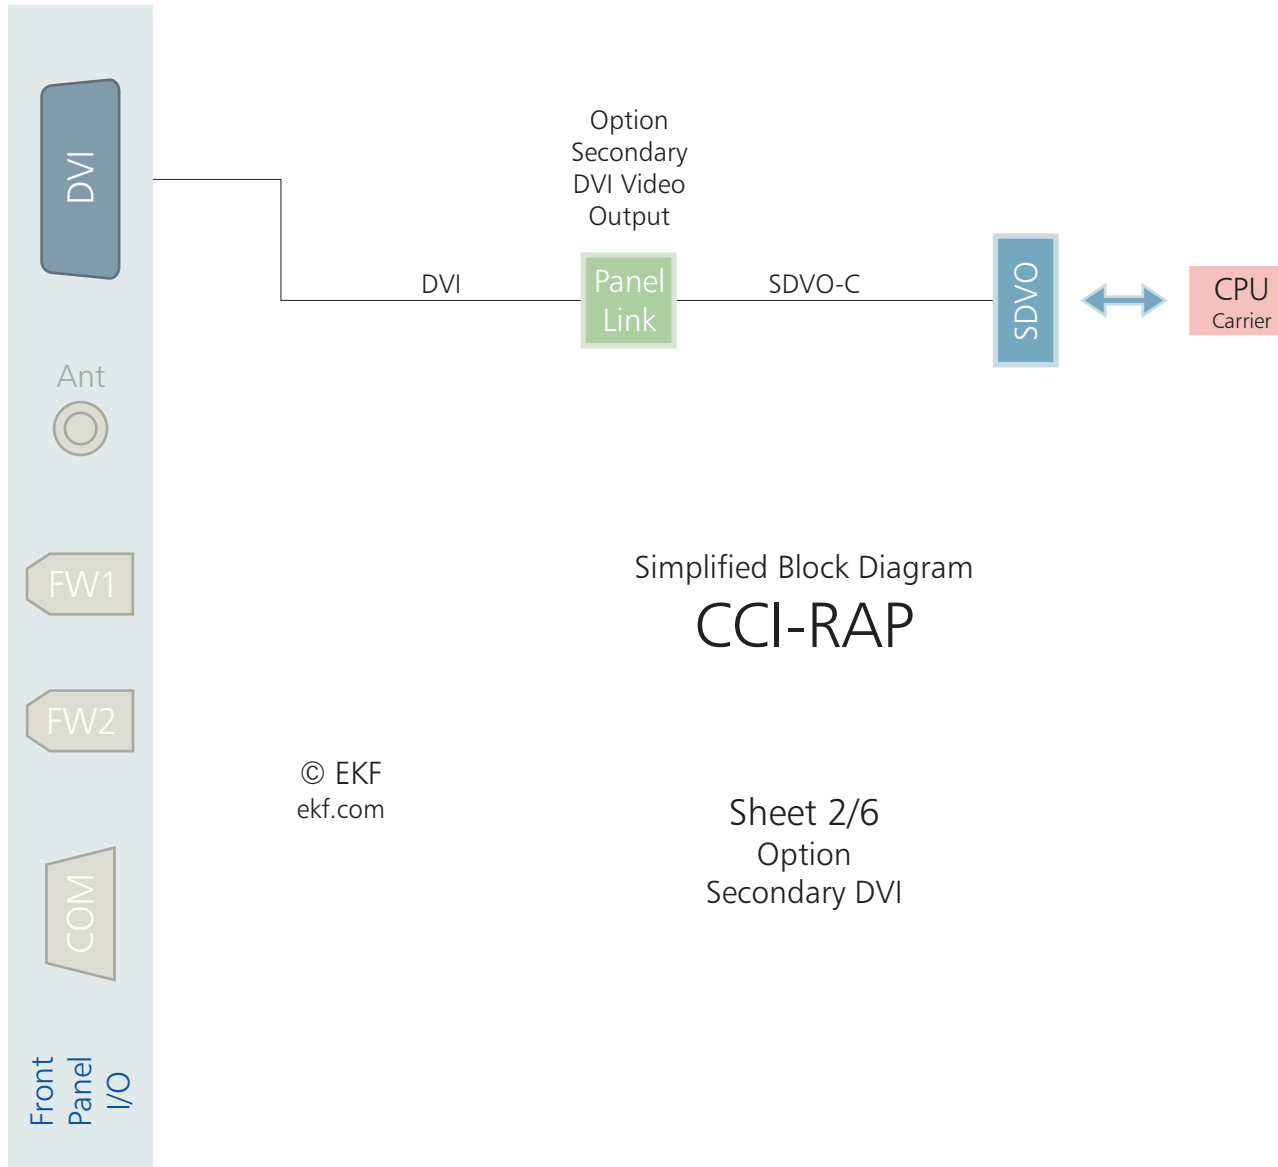 DVI
Option
Secondary
DVI Video
Output
DVI
Panel
Link
SDVO-C
SDVO
CPU
Carrier
Ant
FW1
FW2
COM
Front
Panel
I/O
Simplified Block Diagram
CCI-RAP
© EKF
ekf.com
Sheet 2/6
Option
Secondary DVI